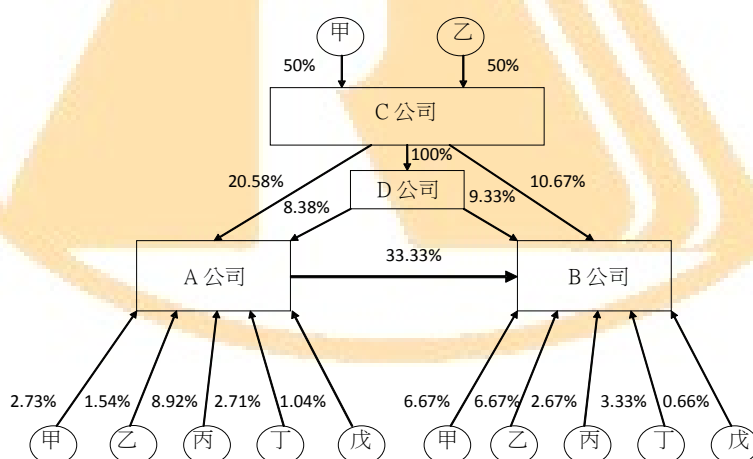 甲 乙
50% 50%
C 公司
100%
20.58% D 公司 10.67%
8.38% 9.33%
33.33%
A 公司 B 公司
2.73% 1.54% 8.92% 2.71% 1.04% 6.67% 6.67% 2.67% 3.33% 0.66%
甲 乙 丙 丁 戊 甲 乙 丙 丁 戊